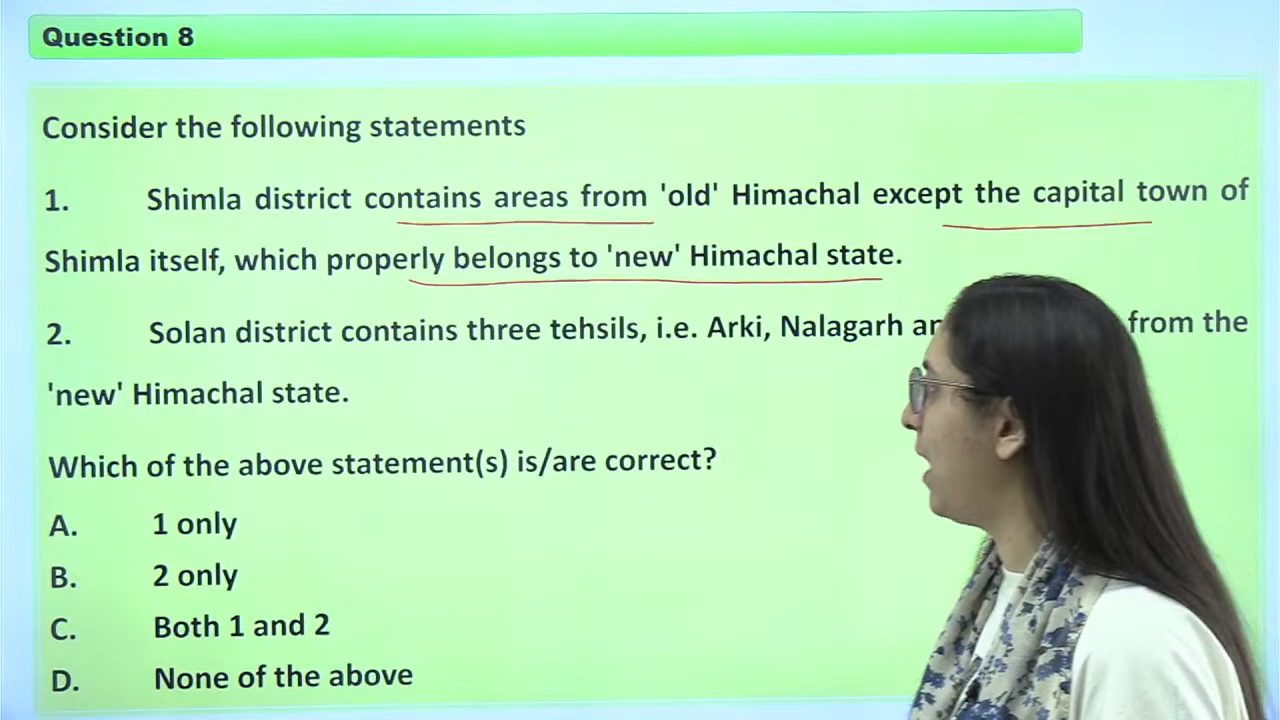 Question 8
Consider the following statements
1. Shimla district contains areas from 'old' Himachal except the capital town of
Shimla itself, which properly belongs to 'new' Himachal state.
2. Solan district contains three tehsils, i.e. Arki, Nalagarh from the
'new' Himachal state.
Which of the above statement(s) is/are correct?
A. 1 only
B. 2 only
C. Both 1 and 2
D. None of the above